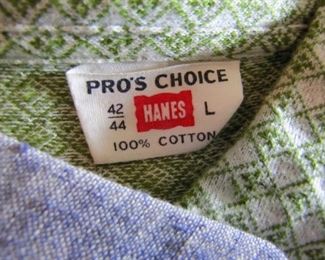 PRO'S CHOICE
42/44 HANES L
100% COTTON